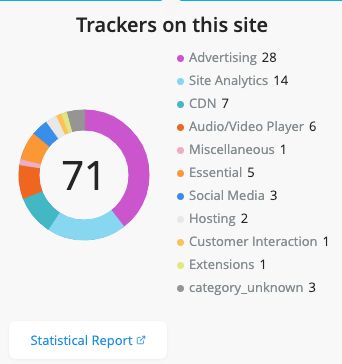 Trackers on this site
71
Advertising 28
Site Analytics 14
CDN 7
Audio/Video Player 6
Miscellaneous 1
Essential 5
Social Media 3
Hosting 2
Customer Interaction 1
Extensions 1
category_unknown 3
Statistical Report